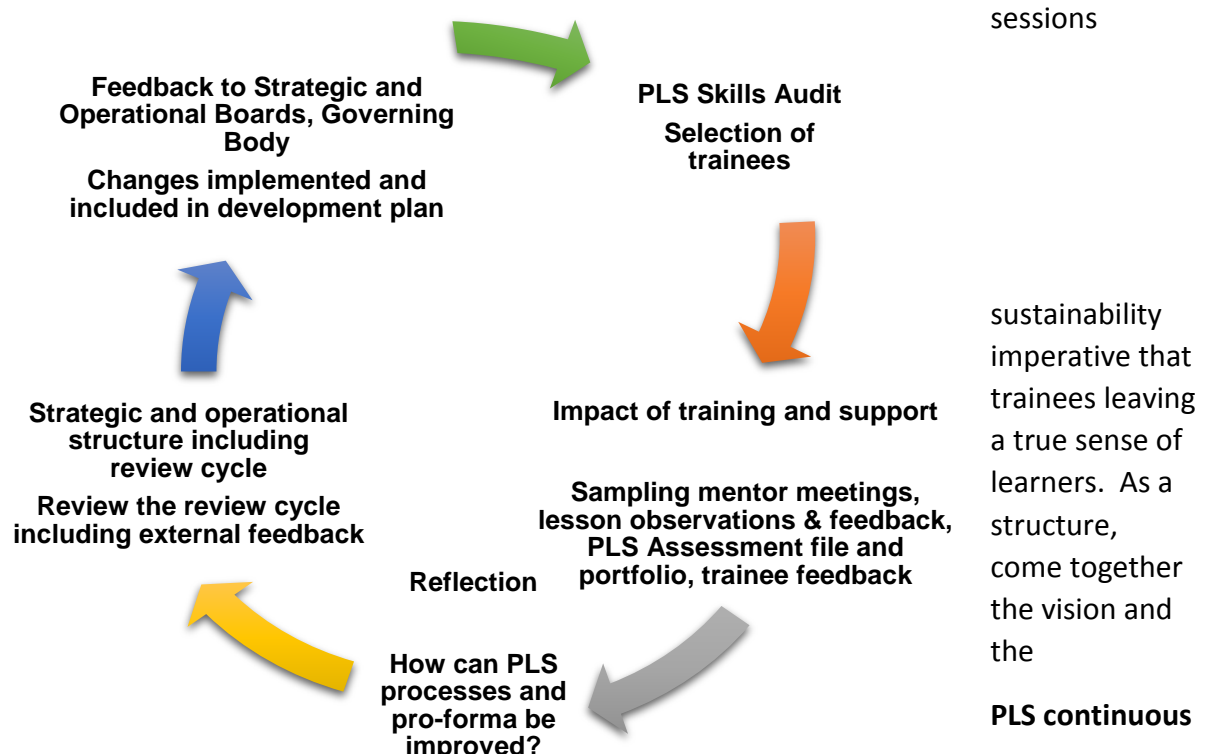 sessions
Feedback to Strategic and
Operational Boards, Governing
Body
Changes implemented and
included in development plan
PLS Skills Audit
Selection of
trainees
Impact of training and support
Sampling mentor meetings,
lesson observations & feedback,
PLS Assessment file and
portfolio, trainee feedback
Reflection
How can PLS
processes and
pro-forma be
improved?
Strategic and operational
structure including
review cycle
Review the review cycle
including external feedback
sustainability
imperative that
trainees leaving
a true sense of
learners.  As a
structure,
come together
the vision and
the
PLS continuous